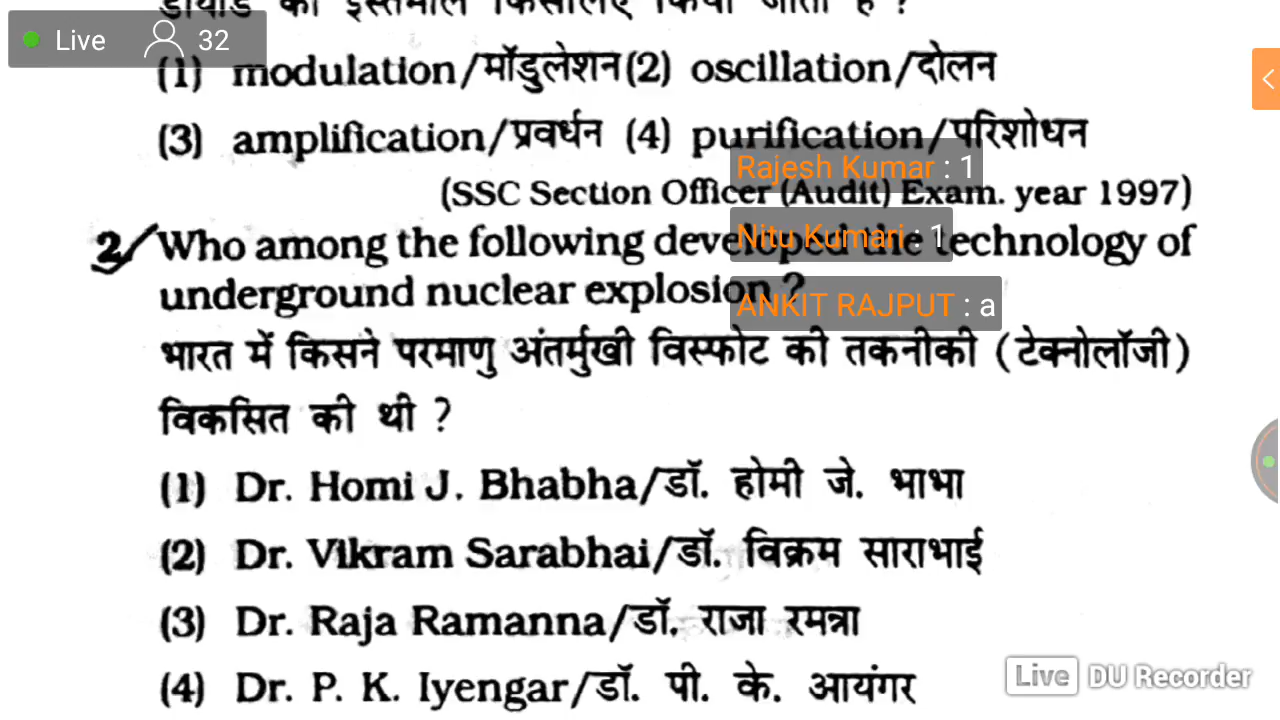 डायोड का इस्तेमाल किसलिए किया जाता है ?
Live 32
(1) modulation/मॉडुलेशन(2) oscillation/दोलन
(3) amplification/प्रवर्धन (4) purification/परिशोधन
Rajesh Kumar : 1
(SSC Section Officer (Audit) Exam. year 1997)
2 Who among the following developed the technology of
Nitu Kumari : 1
underground nuclear explosion ?
ANKIT RAJPUT : a
भारत में किसने परमाणु अंतर्मुखी विस्फोट की तकनीकी (टेक्नोलॉजी)
विकसित की थी ?
(1) Dr. Homi J. Bhabha/डॉ. होमी जे. भाभा
(2) Dr. Vikram Sarabhai/डॉ. विक्रम साराभाई
(3) Dr. Raja Ramanna/डॉ. राजा रमन्ना
(4) Dr. P. K. Iyengar/डॉ. पी. के. आयंगर
Live DU Recorder